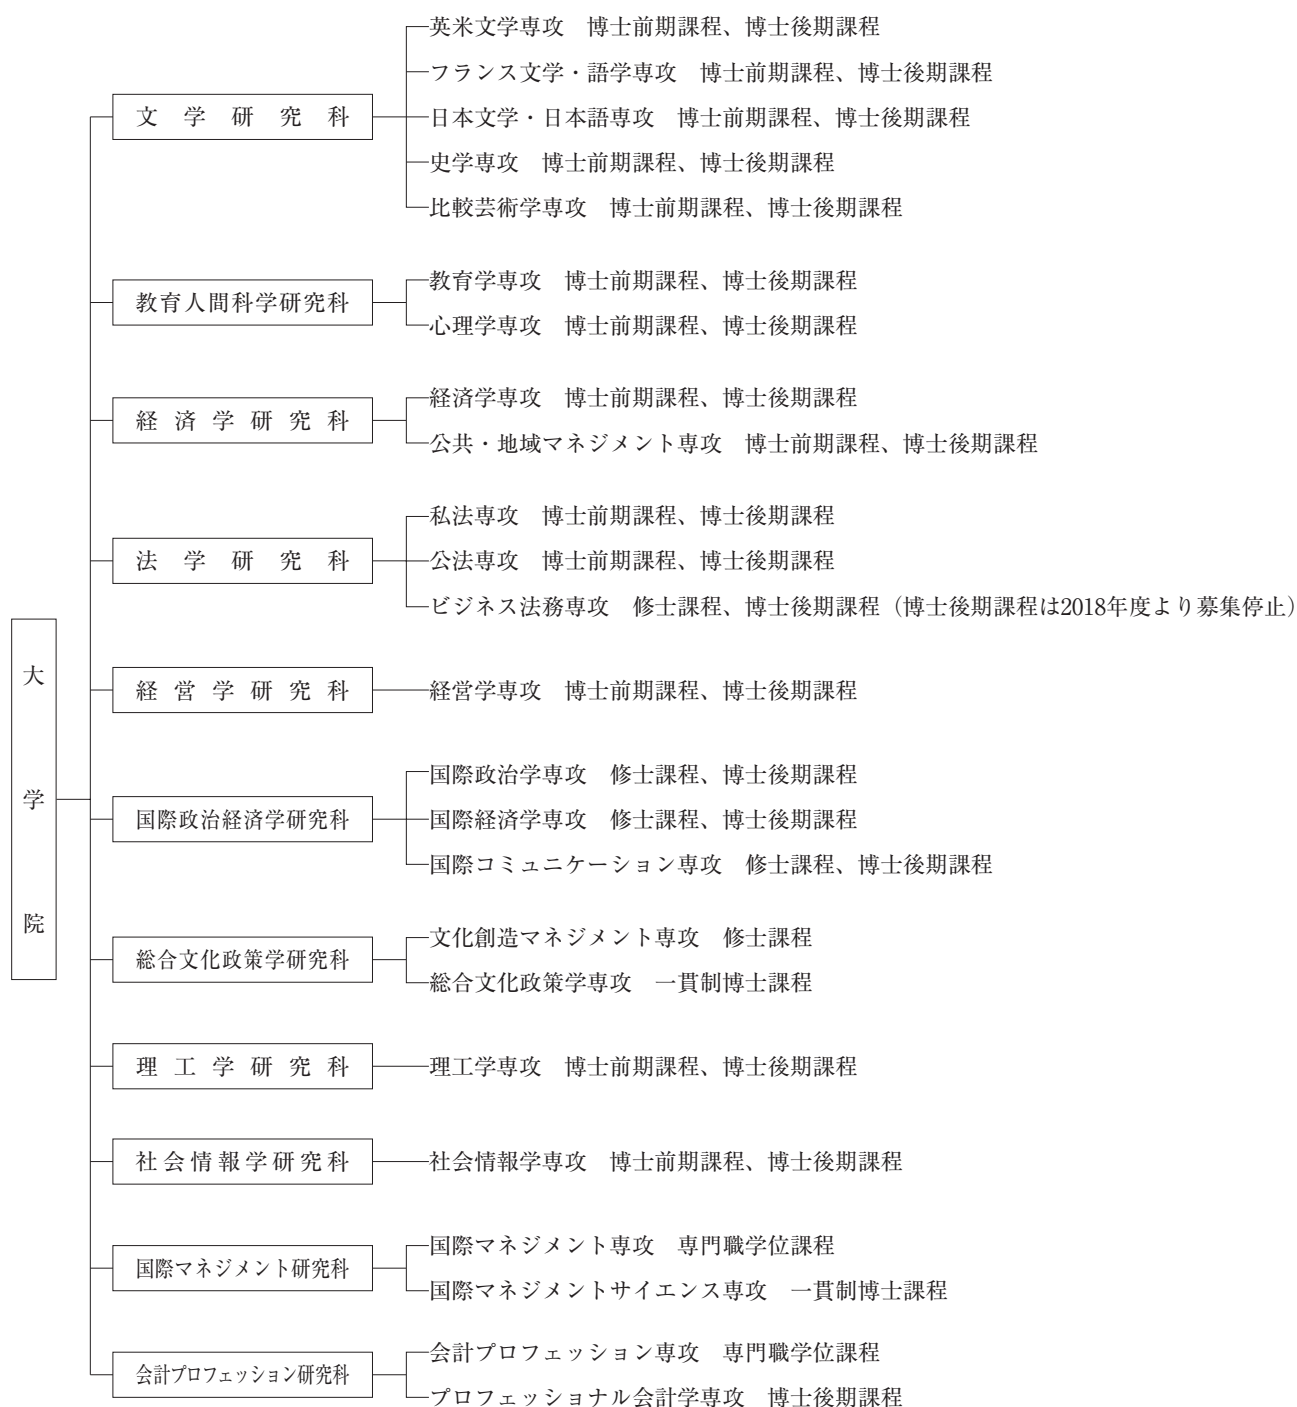 大学院
文学研究科
英米文学専攻　博士前期課程、博士後期課程
フランス文学・語学専攻　博士前期課程、博士後期課程
日本文学・日本語専攻　博士前期課程、博士後期課程
史学専攻　博士前期課程、博士後期課程
比較芸術学専攻　博士前期課程、博士後期課程
教育人間科学研究科
教育学専攻　博士前期課程、博士後期課程
心理学専攻　博士前期課程、博士後期課程
経済学研究科
経済学専攻　博士前期課程、博士後期課程
公共・地域マネジメント専攻　博士前期課程、博士後期課程
法学研究科
私法専攻　博士前期課程、博士後期課程
公法専攻　博士前期課程、博士後期課程
ビジネス法務専攻　修士課程、博士後期課程（博士後期課程は2018年度より募集停止）
経営学研究科
経営学専攻　博士前期課程、博士後期課程
国際政治経済学研究科
国際政治学専攻　修士課程、博士後期課程
国際経済学専攻　修士課程、博士後期課程
国際コミュニケーション専攻　修士課程、博士後期課程
総合文化政策学研究科
文化創造マネジメント専攻　修士課程
総合文化政策学専攻　一貫制博士課程
理工学研究科
理工学専攻　博士前期課程、博士後期課程
社会情報学研究科
社会情報学専攻　博士前期課程、博士後期課程
国際マネジメント研究科
国際マネジメント専攻　専門職学位課程
国際マネジメントサイエンス専攻　一貫制博士課程
会計プロフェッション研究科
会計プロフェッション専攻　専門職学位課程
プロフェッショナル会計学専攻　博士後期課程